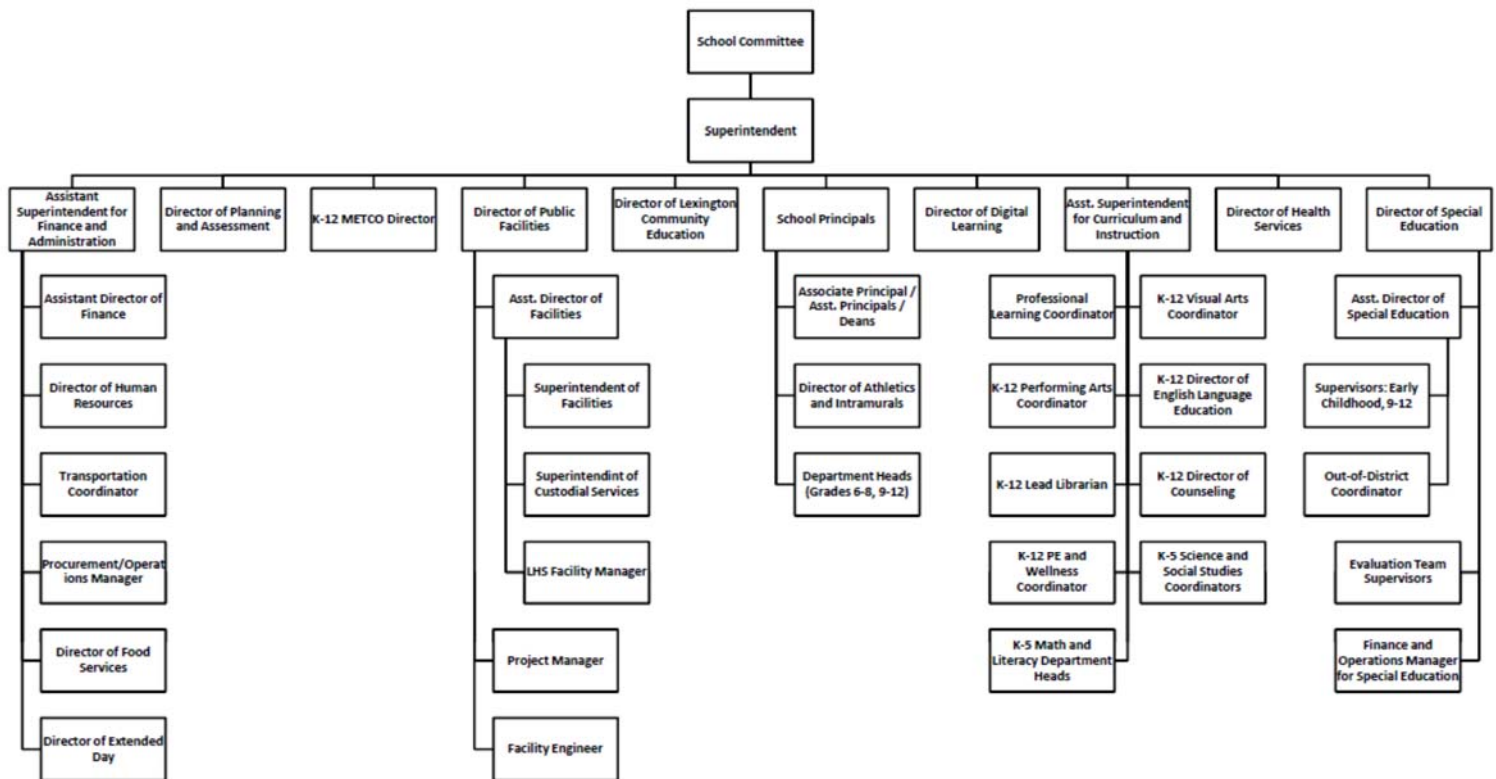 School Committee
Superintendent
Assistant
Superintendent for
Finance and
Administration
Director of Planning
and Assessment
K-12 METCO Director
Director of Public
Facilities
Director of Lexington
Community
Education
School Principals
Director of Digital
Learning
Asst. Superintendent
for Curriculum and
Instruction
Director of Health
Services
Director of Special
Education
Assistant Director of
Finance
Director of Human
Resources
Transportation
Coordinator
Procurement/Operat
ions Manager
Director of Food
Services
Director of Extended
Day
Asst. Director of
Facilities
Superintendent of
Facilities
Superintendint of
Custodial Services
LHS Facility Manager
Project Manager
Facility Engineer
Associate Principal /
Asst. Principals /
Deans
Director of Athletics
and Intramurals
Department Heads
(Grades 6-8, 9-12)
Professional
Learning Coordinator
K-12 Visual Arts
Coordinator
K-12 Performing Arts
Coordinator
K-12 Director of
English Language
Education
K-12 Lead Librarian
K-12 Director of
Counseling
K-12 PE and
Wellness
Coordinator
K-5 Science and
Social Studies
Coordinators
K-5 Math and
Literacy Department
Heads
Asst. Director of
Special Education
Supervisors: Early
Childhood, 9-12
Out-of-District
Coordinator
Evaluation Team
Supervisors
Finance and
Operations Manager
for Special Education